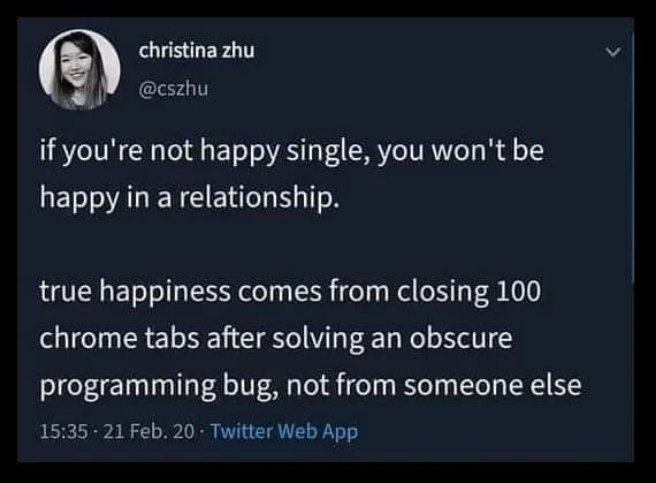 christina zhu
@cszhu
if you're not happy single, you won't be
happy in a relationship.
true happiness comes from closing 100
chrome tabs after solving an obscure
programming bug, not from someone else
15:35 · 21 Feb. 20 · Twitter Web App